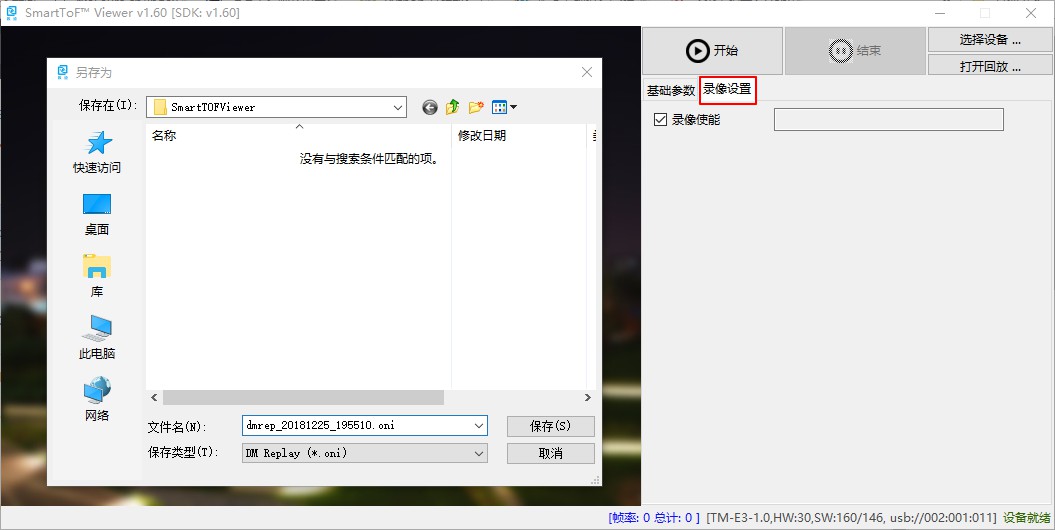 SmartToF™ Viewer v1.60 [SDK: v1.60]
开始
结束
选择设备 ...
打开回放 ...
基础参数
录像设置
录像使能
另存为
保存在(I):
SmartTOFViewer
名称
修改日期
没有与搜索条件匹配的项。
快速访问
桌面
库
此电脑
网络
文件名(N):
dmrep_20181225_195510.oni
保存(S)
保存类型(T):
DM Replay (*.oni)
取消
[帧率: 0 总计: 0 ] [TM-E3-1.0,HW:30,SW:160/146, usb://002:001:011] 设备就绪